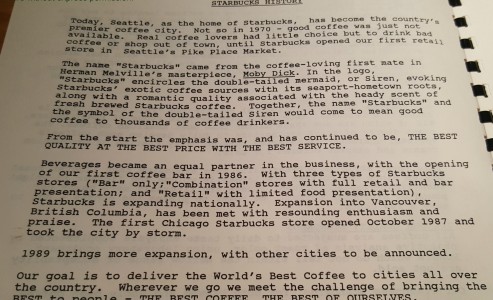 STARBUCKS HISTORY
Today, Seattle, as the home of Starbucks, has become the country's
premier coffee city. Not so in 1970 - good coffee was just not
available. Real coffee lovers had little choice but to drink bad
coffee or shop out of town, until Starbucks opened our first retail
store in Seattle's Pike Place Market.
The name "Starbucks" came from the coffee-loving first mate in
Herman Melville's masterpiece, Moby Dick. In the logo,
"Starbucks" encircles the double-tailed mermaid, or Siren, evoking
Starbucks' exotic coffee sources with its seaport-hometown roots,
along with a romantic quality associated with the heady scent of
fresh brewed Starbucks coffee. Together, the name "Starbucks" and
the symbol of the double-tailed Siren would come to mean good
coffee to thousands of coffee drinkers.
From the start the emphasis was, and has continued to be, THE BEST
QUALITY AT THE BEST PRICE WITH THE BEST SERVICE.
Beverages became an equal partner in the business, with the opening
of our first coffee bar in 1986. With three types of Starbucks
stores ("Bar" only;"Combination" stores with full retail and bar
presentation; and "Retail" with limited food presentation),
Starbucks is expanding nationally. Expansion into Vancouver,
British Columbia, has been met with resounding enthusiasm and
praise. The first Chicago Starbucks store opened October 1987 and
took the city by storm.
1989 brings more expansion, with other cities to be announced.
Our goal is to deliver the World's Best Coffee to cities all over
the country. Wherever we go we meet the challenge of bringing the
BEST to people - THE BEST COFFEE, THE BEST OF OURSELVES.